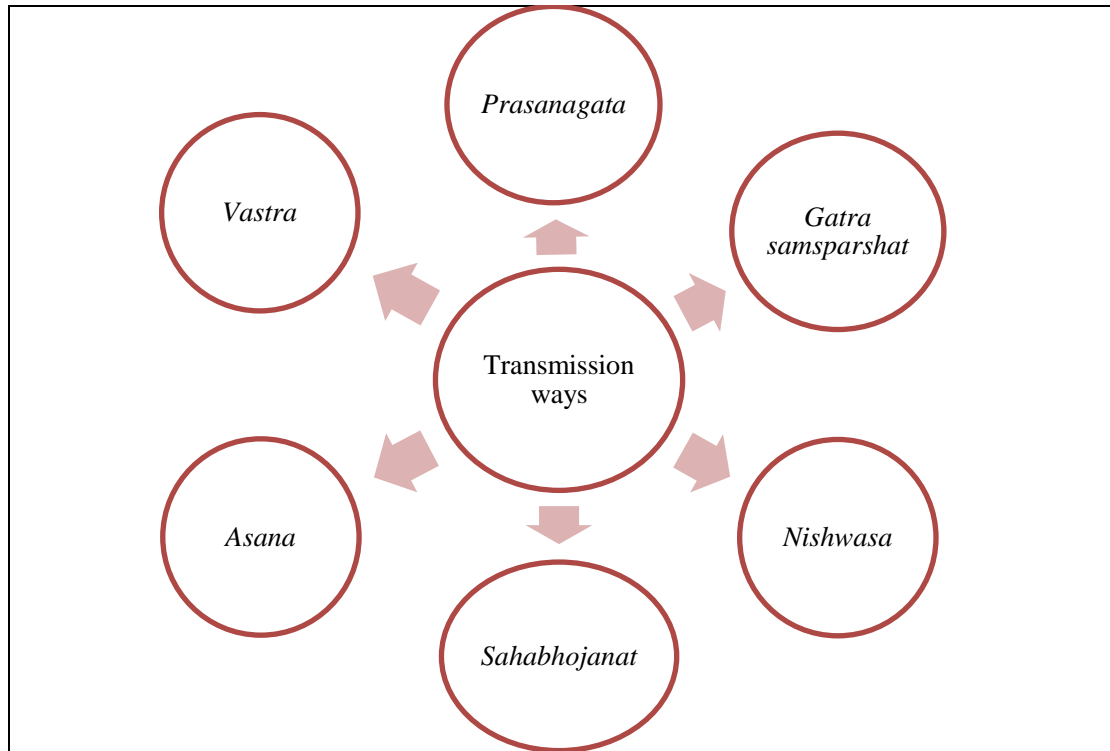 Prasanagata
Vastra
Gatra
samsparshat
Transmission
ways
Asana
Nishwasa
Sahabhojanat